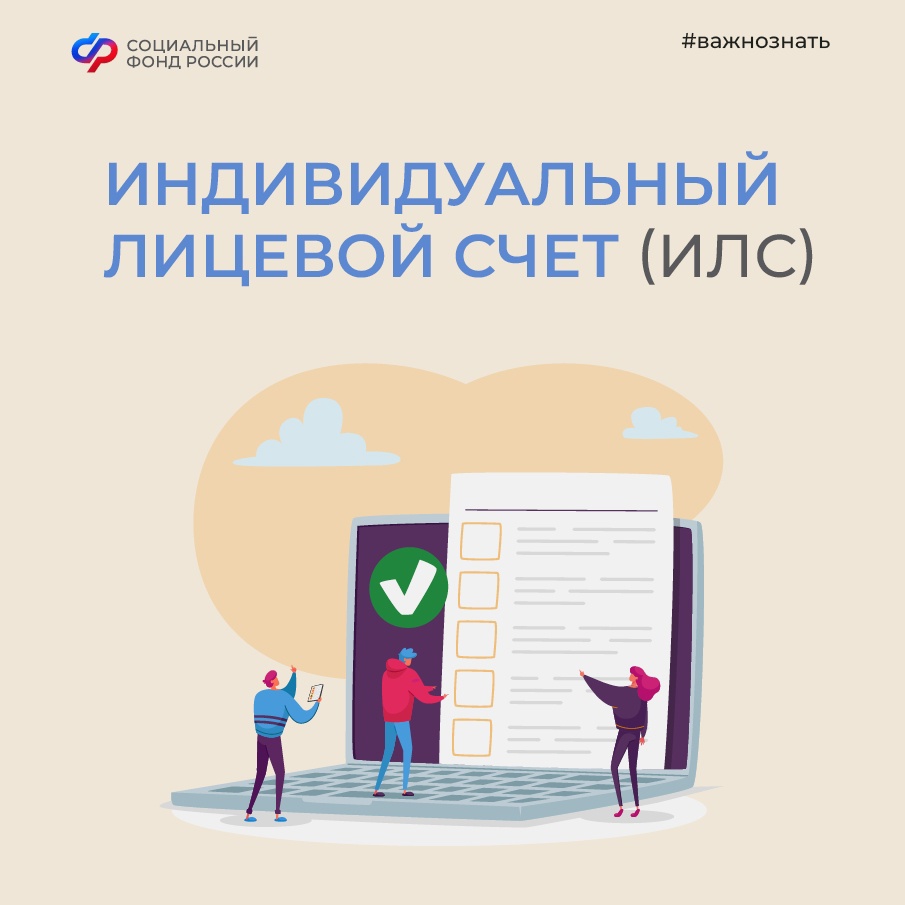 СОЦИАЛЬНЫЙ
ФОНД РОССИИ
#важнознать
ИНДИВИДУАЛЬНЫЙ
ЛИЦЕВОЙ СЧЕТ (ИЛС)